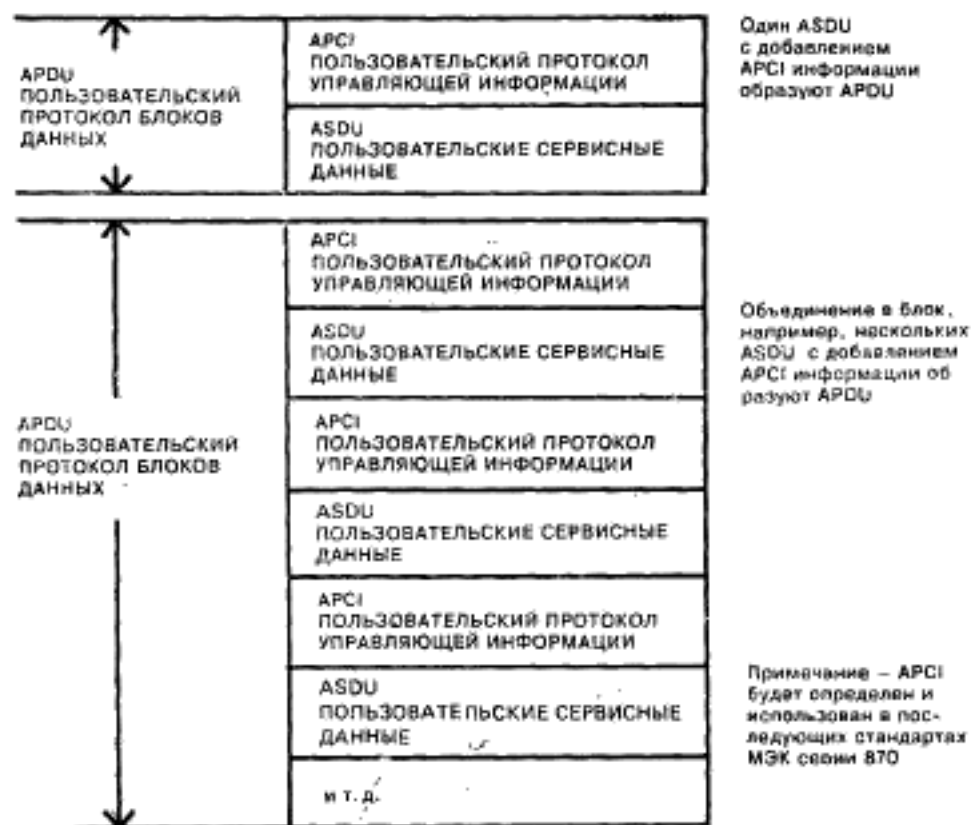 APDU
ПОЛЬЗОВАТЕЛЬСКИЙ
ПРОТОКОЛ БЛОКОВ
ДАННЫХ
APCI
ПОЛЬЗОВАТЕЛЬСКИЙ ПРОТОКОЛ
УПРАВЛЯЮЩЕЙ ИНФОРМАЦИИ
ASDU
ПОЛЬЗОВАТЕЛЬСКИЕ СЕРВИСНЫЕ
ДАННЫЕ
Один ASDU
с добавлением
APCI информации
образуют APDU
APDU
ПОЛЬЗОВАТЕЛЬСКИЙ
ПРОТОКОЛ БЛОКОВ
ДАННЫХ
APCI
ПОЛЬЗОВАТЕЛЬСКИЙ ПРОТОКОЛ
УПРАВЛЯЮЩЕЙ ИНФОРМАЦИИ
ASDU
ПОЛЬЗОВАТЕЛЬСКИЕ СЕРВИСНЫЕ
ДАННЫЕ
APCI
ПОЛЬЗОВАТЕЛЬСКИЙ ПРОТОКОЛ
УПРАВЛЯЮЩЕЙ ИНФОРМАЦИИ
ASDU
ПОЛЬЗОВАТЕЛЬСКИЕ СЕРВИСНЫЕ
ДАННЫЕ
APCI
ПОЛЬЗОВАТЕЛЬСКИЙ ПРОТОКОЛ
УПРАВЛЯЮЩЕЙ ИНФОРМАЦИИ
ASDU
ПОЛЬЗОВАТЕЛЬСКИЕ СЕРВИСНЫЕ
ДАННЫЕ
и т. д.
Объединение в блок,
например, нескольких
ASDU с добавлением
APCI информации об
разуют APDU
Примечание – APCI
будет определен и
использован в пос-
ледующих стандартах
МЭК серии 870